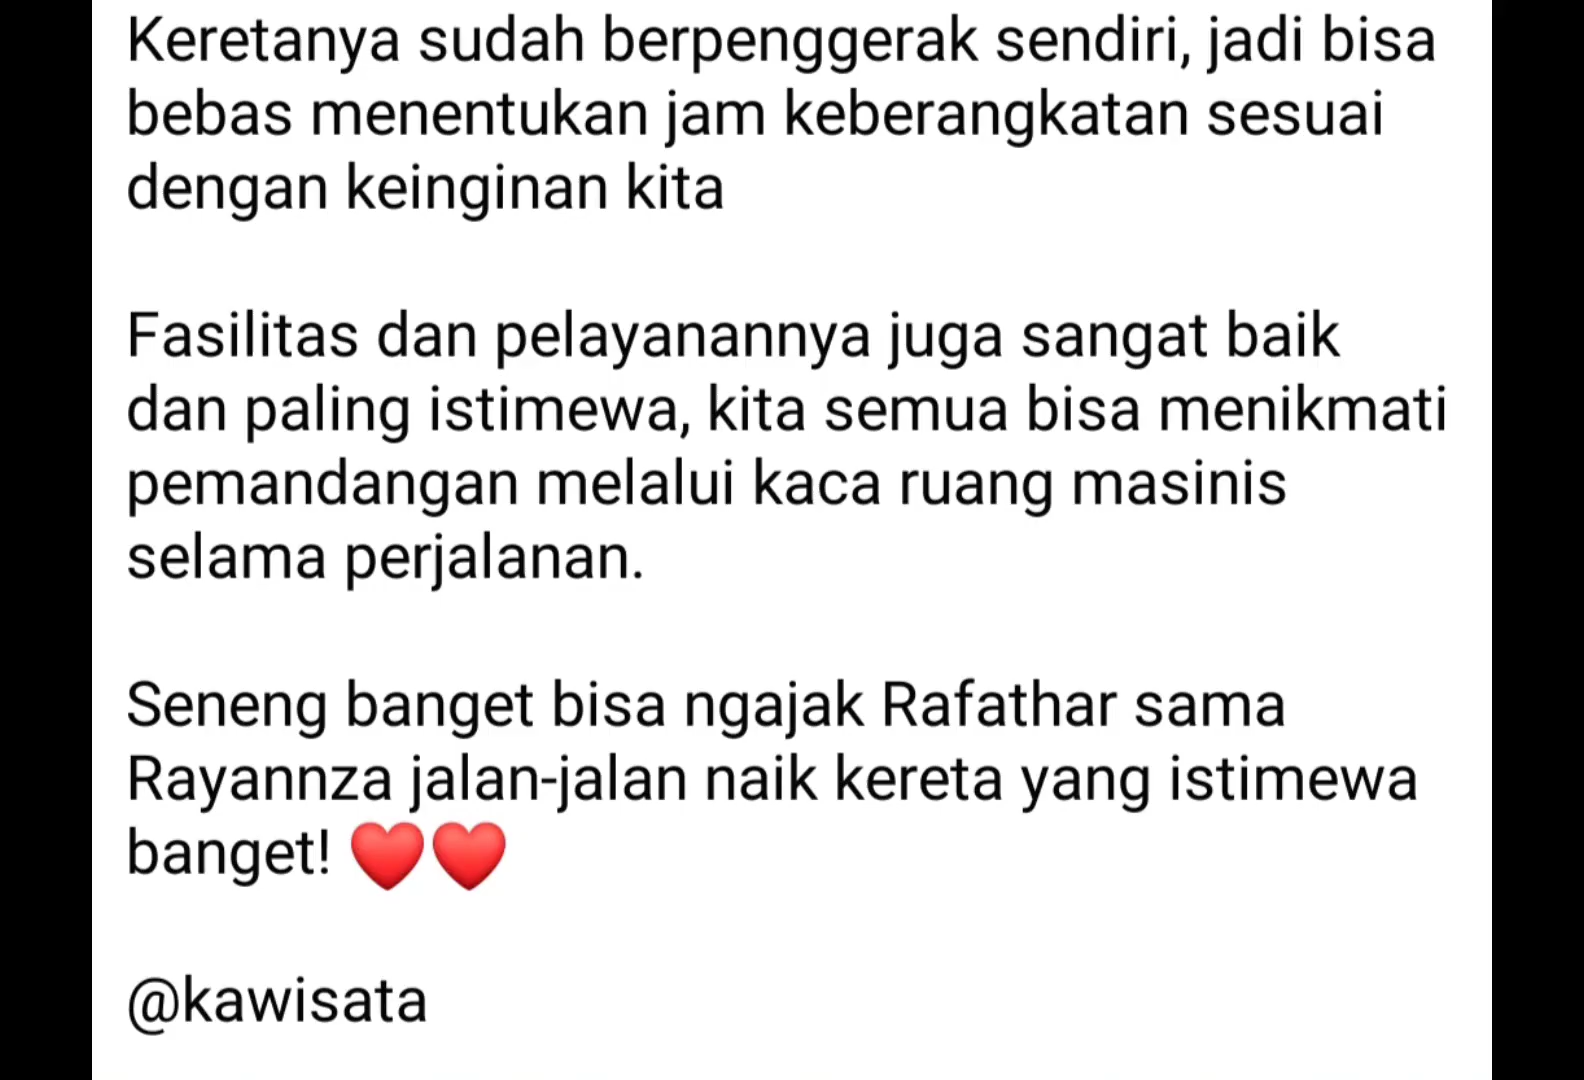 Keretanya sudah berpenggerak sendiri, jadi bisa
bebas menentukan jam keberangkatan sesuai
dengan keinginan kita
Fasilitas dan pelayanannya juga sangat baik
dan paling istimewa, kita semua bisa menikmati
pemandangan melalui kaca ruang masinis
selama perjalanan.
Seneng banget bisa ngajak Rafathar sama
Rayannza jalan-jalan naik kereta yang istimewa
banget! ❤️❤️
@kawisata